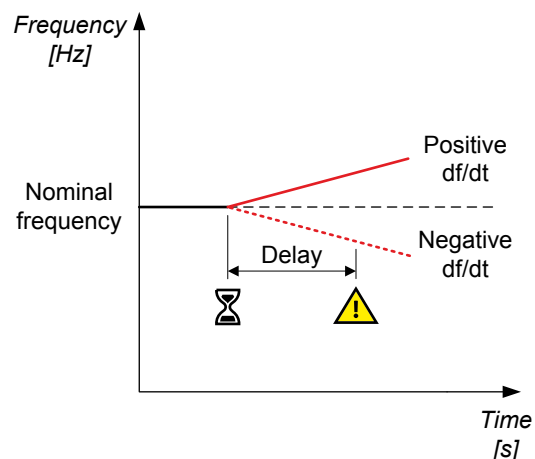 Frequency
[Hz]
Positive
df/dt
Nominal
frequency
Negative
df/dt
Delay
!
Time
[s]